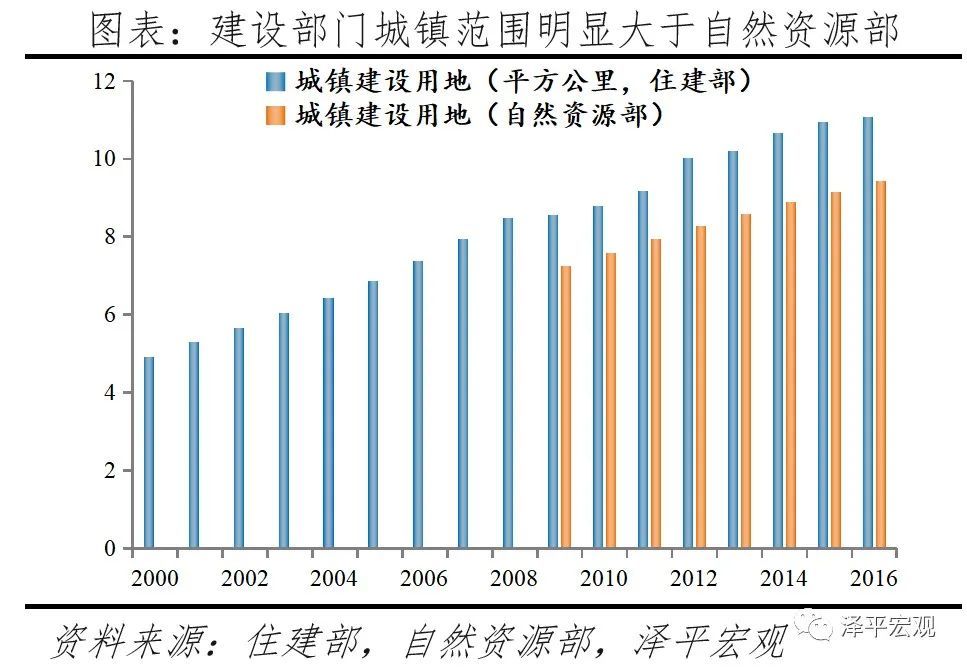 图表：建设部门城镇范围明显大于自然资源部
城镇建设用地（平方公里，住建部）
城镇建设用地（自然资源部）
12
10
8
6
4
2
0
2000 2002 2004 2006 2008 2010 2012 2014 2016
资料来源：住建部，自然资源部，泽平宏观
泽平宏观